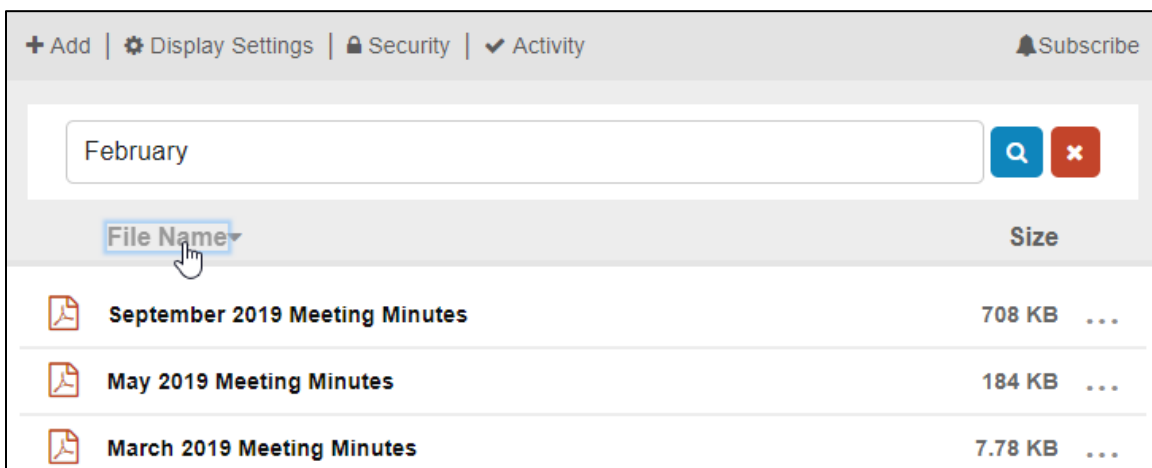 Add | Display Settings | Security | Activity Subscribe
February
File Name Size
September 2019 Meeting Minutes 708 KB ...
May 2019 Meeting Minutes 184 KB ...
March 2019 Meeting Minutes 7.78 KB ...